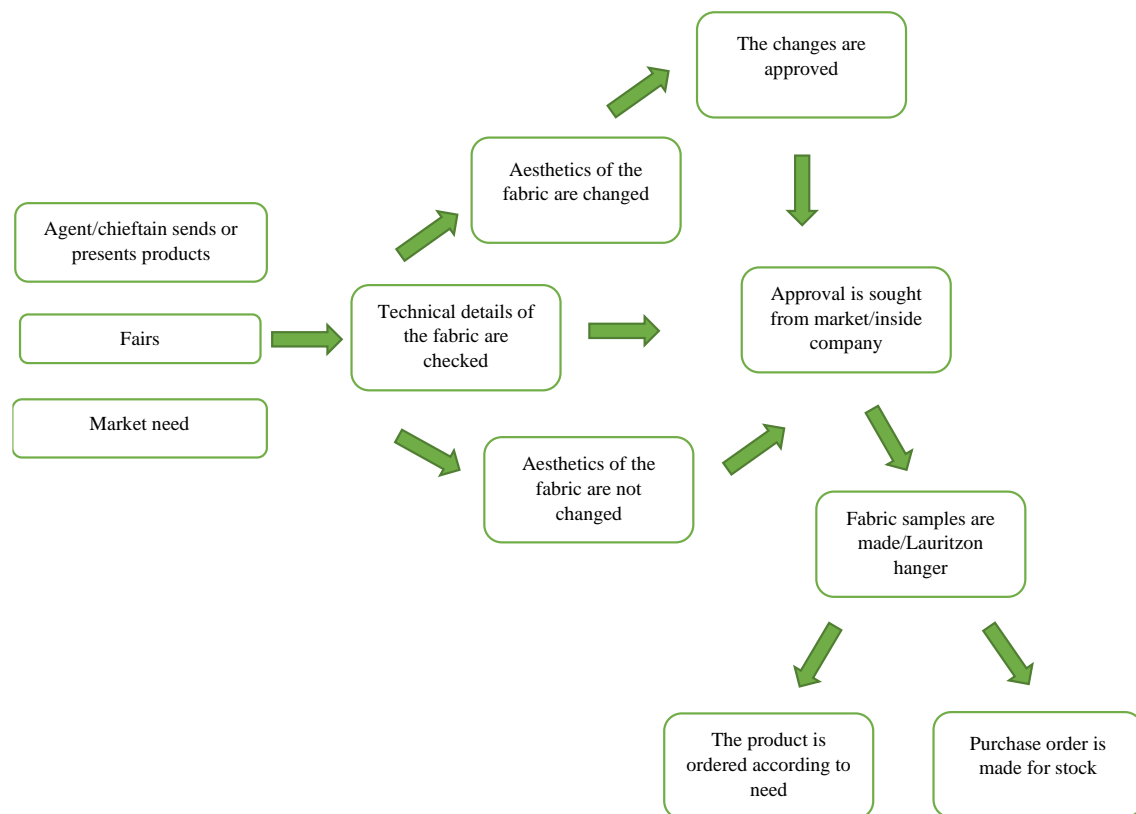 The changes are
approved
Aesthetics of the
fabric are changed
Agent/chieftain sends or
presents products
Fairs
Market need
Technical details of
the fabric are
checked
Approval is sought
from market/inside
company
Aesthetics of the
fabric are not
changed
Fabric samples are
made/Lauritzon
hanger
The product is
ordered according to
need
Purchase order is
made for stock